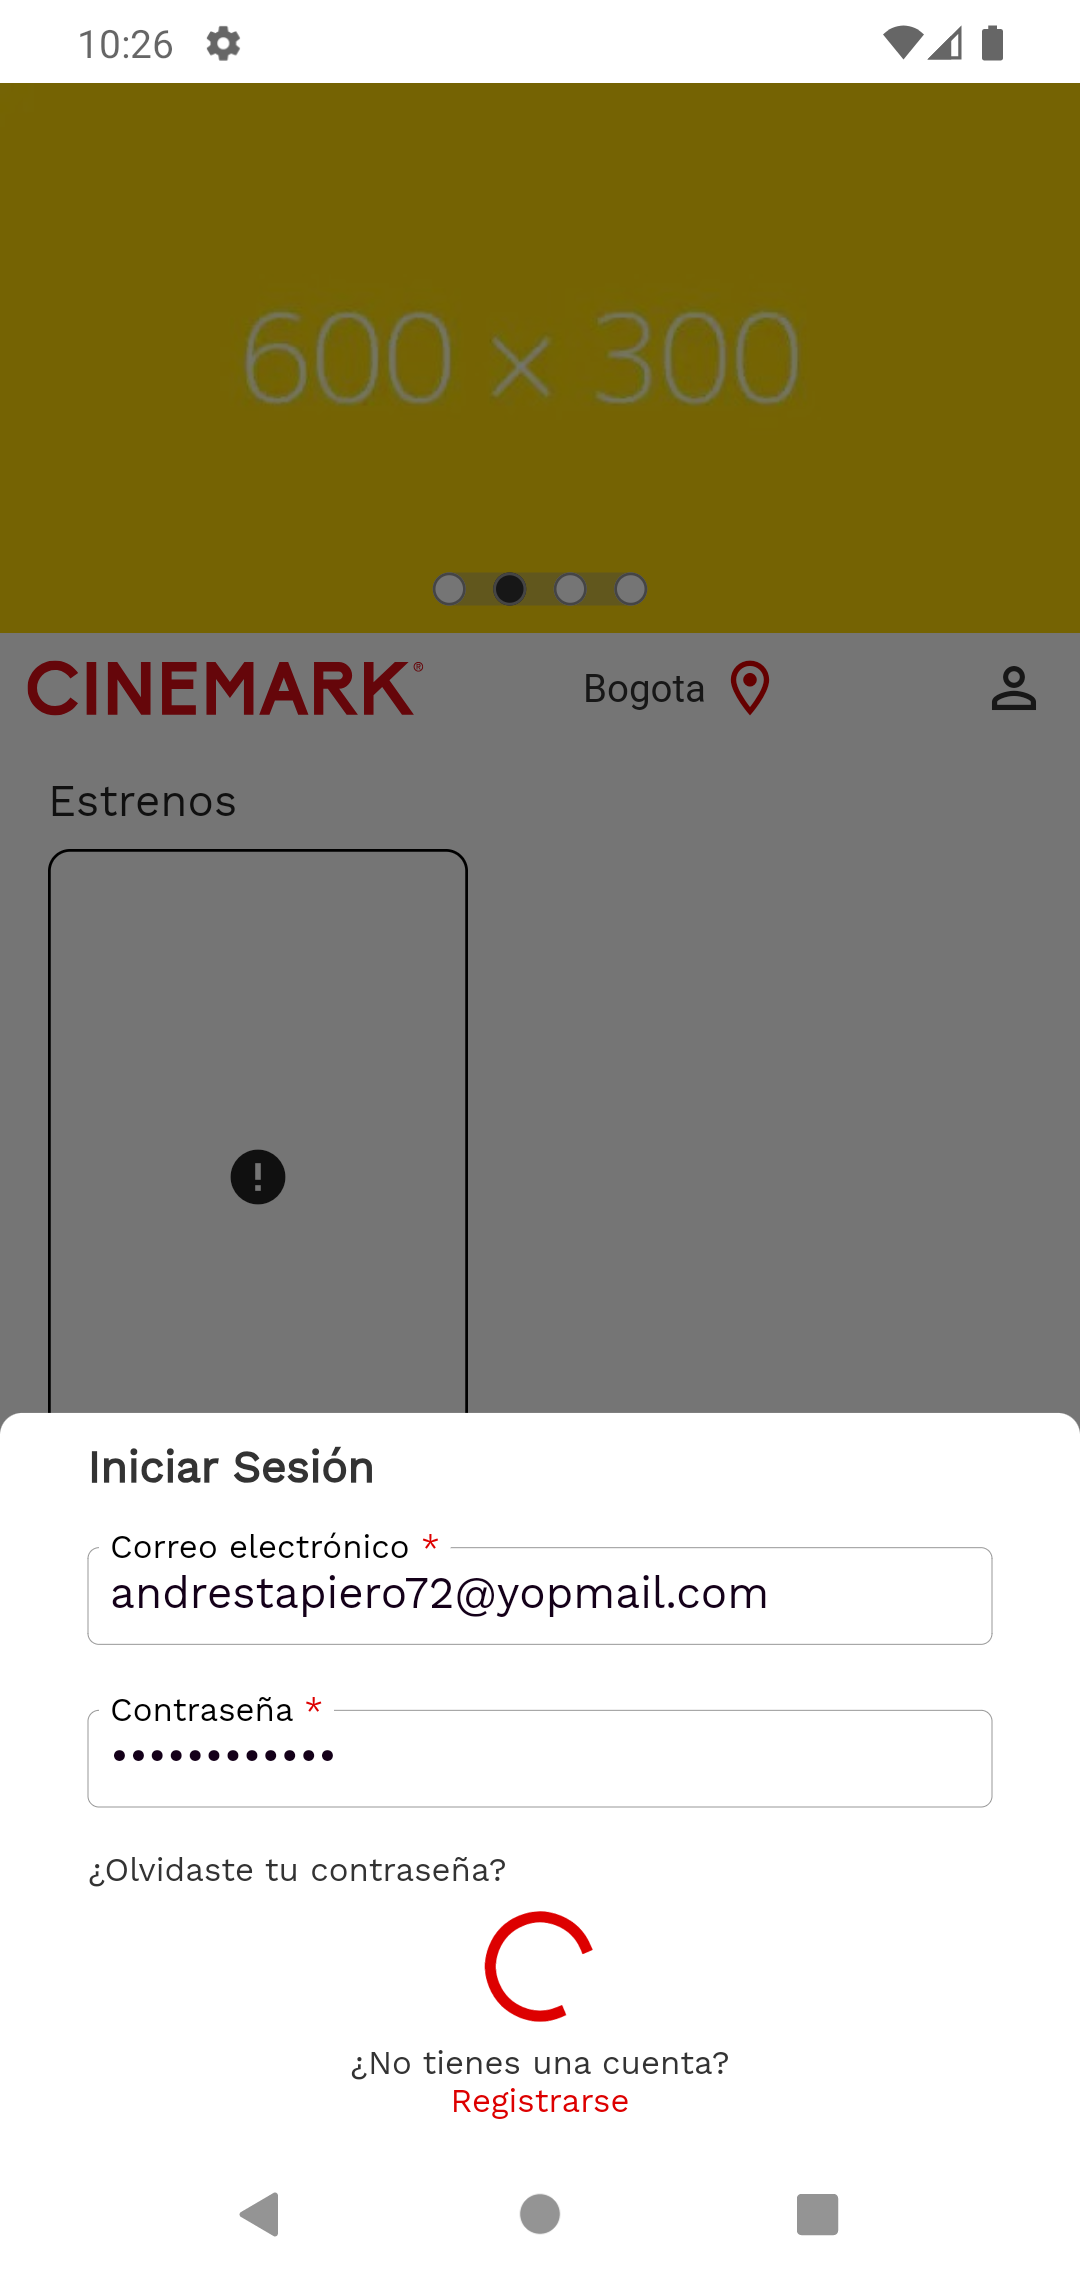 10:26
600 × 300
CINEMARK®
Bogota
Estrenos
Iniciar Sesión
Correo electrónico *
andrestapiero72@yopmail.com
Contraseña *
••••••••••••
¿Olvidaste tu contraseña?
¿No tienes una cuenta?
Registrarse